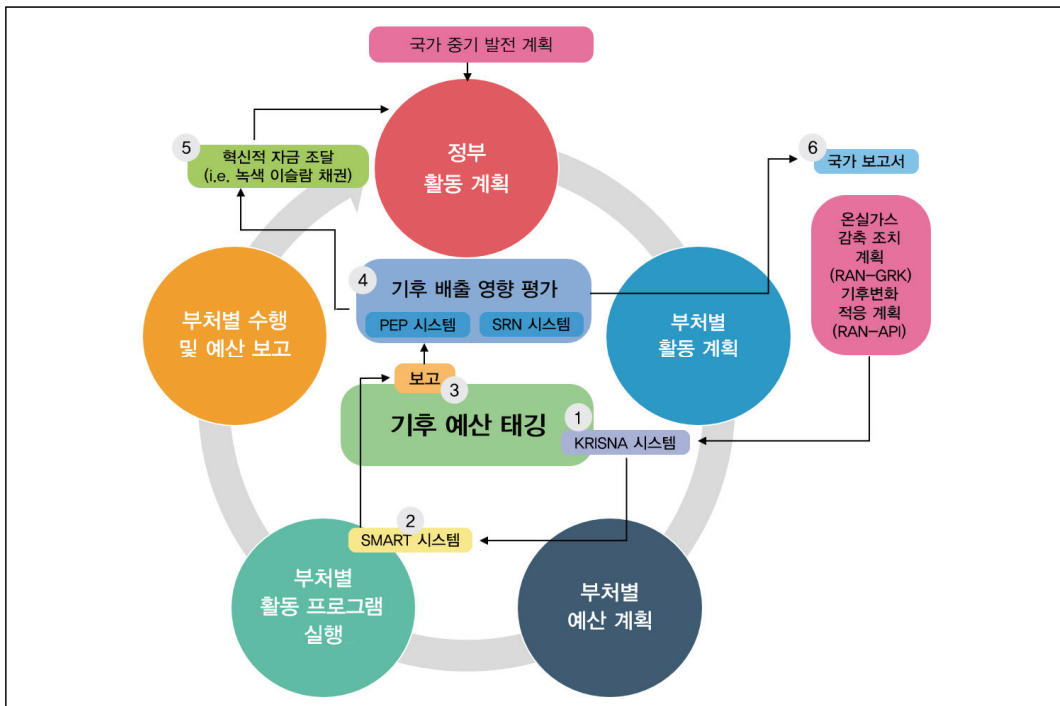 국가 중기 발전 계획
정부
활동 계획
5
혁신적 자금 조달
(i.e. 녹색 이슬람 채권)
6
국가 보고서
온실가스
감축 조치
계획
(RAN-GRK)
기후변화
적응 계획
(RAN-API)
4
기후 배출 영향 평가
PEP 시스템
SRN 시스템
부처별 수행
및 예산 보고
부처별
활동 계획
보고
3
기후 예산 태깅
1
KRISNA 시스템
2
SMART 시스템
부처별
활동 프로그램
실행
부처별
예산 계획